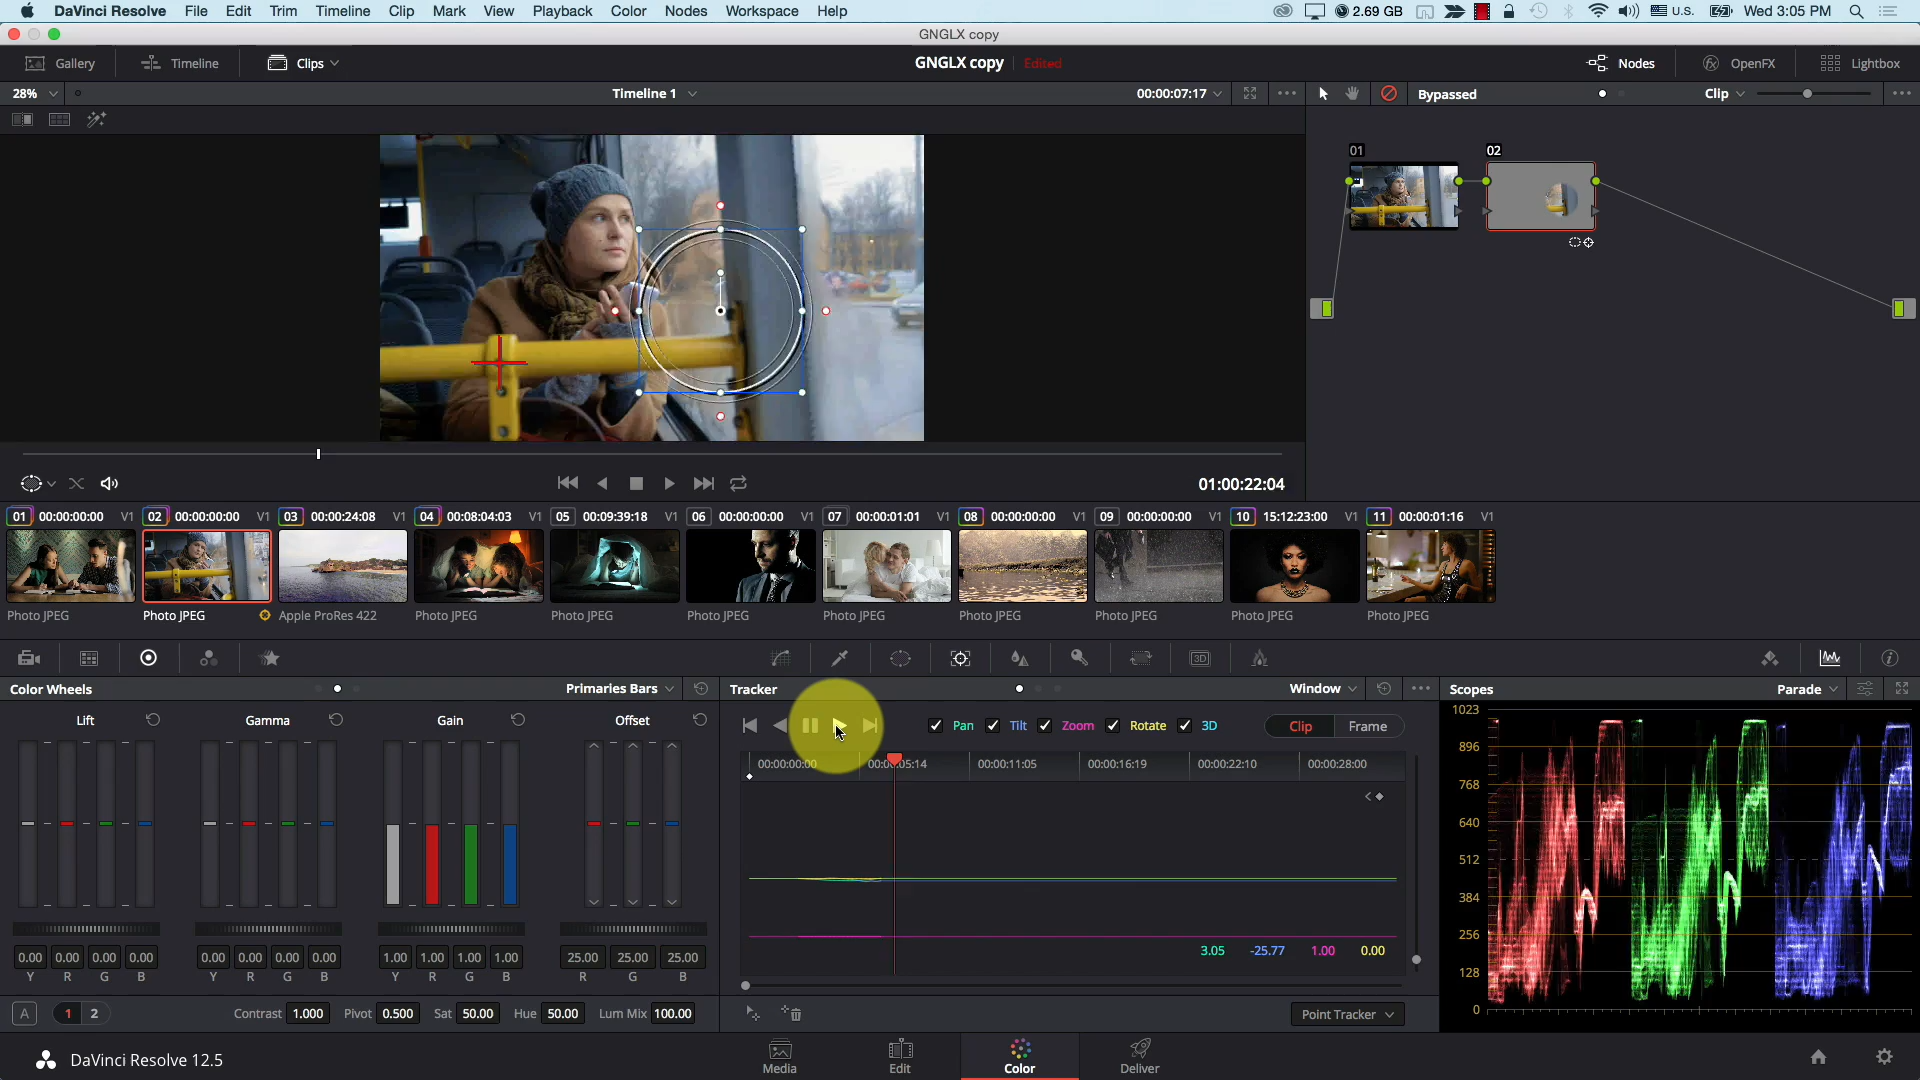 DaVinci Resolve File Edit Trim Timeline Clip Mark View Playback Color Nodes Workspace Help 2.69 GB U.S. Wed 3:05 PM
GNGLX copy
Gallery Timeline Clips GNGLX copy Edited Nodes OpenFX Lightbox
28% Timeline 1 00:00:07:17 Bypassed Clip
01 02
01:00:22:04
01 00:00:00:00 V1 02 00:00:00:00 V1 03 00:00:24:08 V1 04 00:08:04:03 V1 05 00:09:39:18 V1 06 00:00:00:00 V1 07 00:00:01:01 V1 08 00:00:00:00 V1 09 00:00:00:00 V1 10 15:12:23:00 V1 11 00:00:01:16 V1
Photo JPEG Photo JPEG Apple ProRes 422 Photo JPEG Photo JPEG Photo JPEG Photo JPEG Photo JPEG Photo JPEG Photo JPEG Photo JPEG
3D
Color Wheels Primaries Bars Tracker Window Scopes Parade
Lift Gamma Gain Offset Pan Tilt Zoom Rotate 3D Clip Frame
00:00:00:00 00:00:05:14 00:00:11:05 00:00:16:19 00:00:22:10 00:00:28:00
1023
896
768
640
512
384
256
128
0
3.05 -25.77 1.00 0.00
0.00 0.00 0.00 0.00 0.00 0.00 0.00 0.00 1.00 1.00 1.00 1.00 25.00 25.00 25.00
Y R G B Y R G B Y R G B R G B
A 1 2 Contrast 1.000 Pivot 0.500 Sat 50.00 Hue 50.00 Lum Mix 100.00 Point Tracker
DaVinci Resolve 12.5 Media Edit Color Deliver